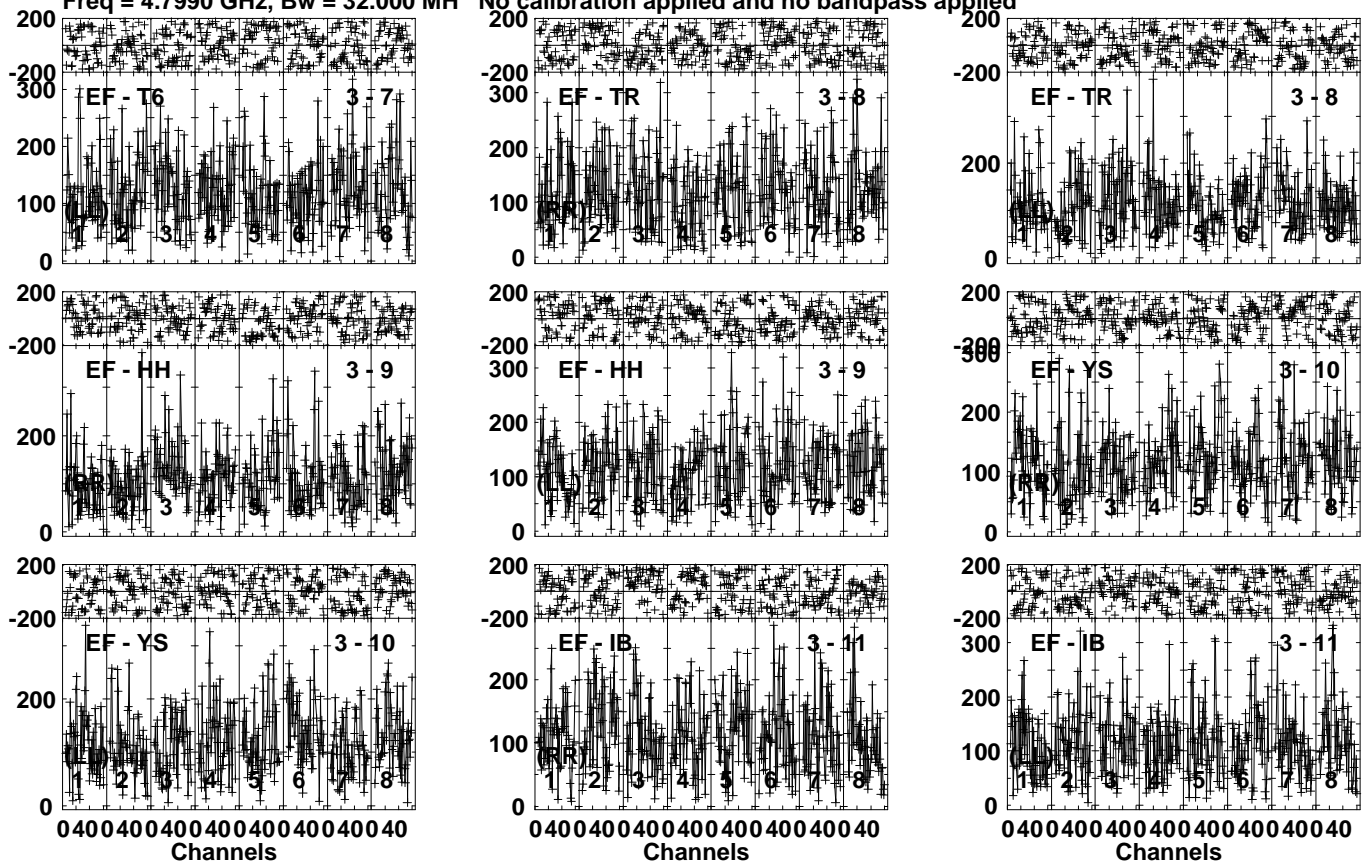 Freq = 4.7990 GHz, Bw = 32.000 MH No calibration applied and no bandpass applied
200 200 200
-200 -200 -200
300 EF - T6 3 - 7 300 EF - TR 3 - 8 EF - TR 3 - 8
200 200 200
100 100 100
(LL) (RR) (LL)
1 2 3 4 5 6 7 8 1 2 3 4 5 6 7 8 1 2 3 4 5 6 7 8
0 0 0
200 200 200
-200 -200 -200
EF - HH 3 - 9 300 EF - HH 3 - 9 300 EF - YS 3 - 10
200 200 200
100 100 100
(RR) (LL) (RR)
1 2 3 4 5 6 7 8 1 2 3 4 5 6 7 8 1 2 3 4 5 6 7 8
0 0 0
200 200 200
-200 -200 -200
EF - YS 3 - 10 EF - IB 3 - 11 300 EF - IB 3 - 11
200 200 200
100 100 100
(LL) (RR) (LL)
1 2 3 4 5 6 7 8 1 2 3 4 5 6 7 8 1 2 3 4 5 6 7 8
0 0 0
0 40 0 40 0 40 0 40 0 40 0 40 0 40 0 40 0 40 0 40 0 40 0 40 0 40 0 40 0 40 0 40 0 40 0 40 0 40 0 40 0 40 0 40 0 40 0 40
Channels Channels Channels